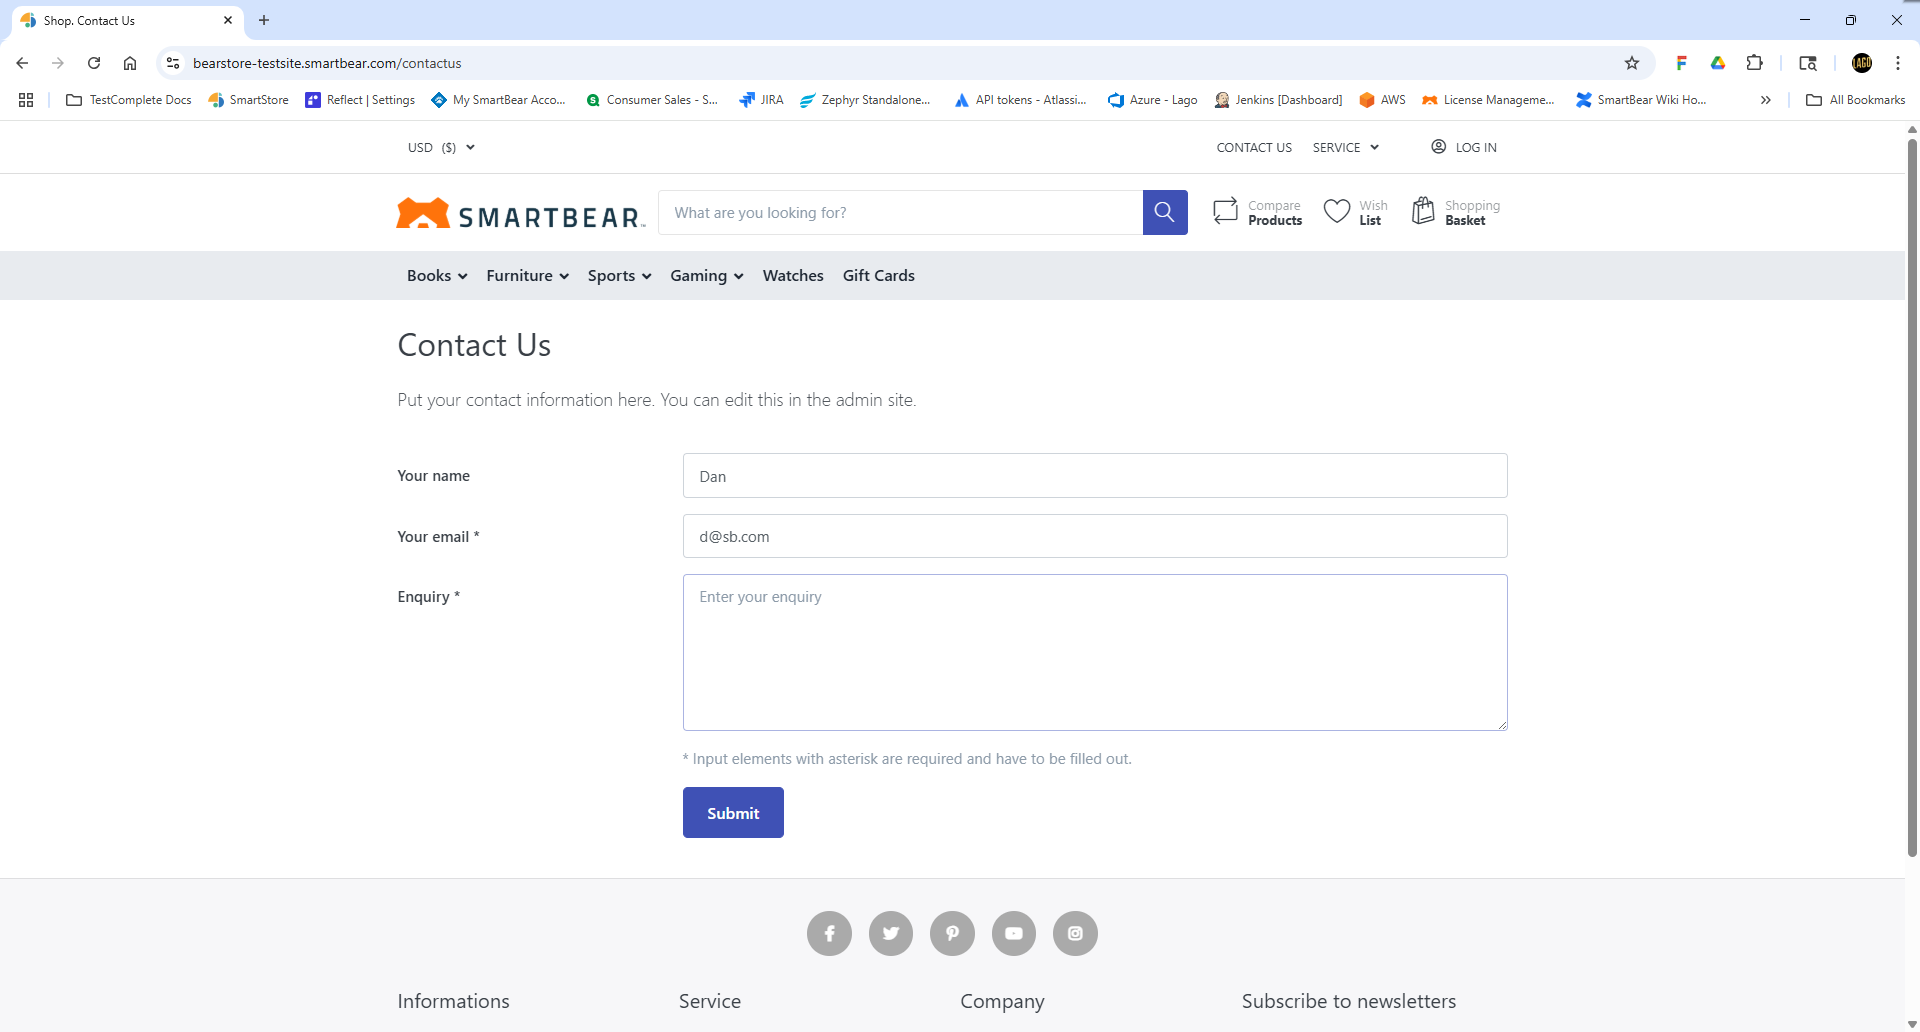 Shop. Contact Us
bearstore-testsite.smartbear.com/contactus
TestComplete Docs
SmartStore
Reflect | Settings
My SmartBear Acco...
Consumer Sales - S...
JIRA
Zephyr Standalone...
API tokens - Atlassi...
Azure - Lago
Jenkins [Dashboard]
AWS
License Manageme...
SmartBear Wiki Ho...
All Bookmarks
USD ($)
CONTACT US
SERVICE
LOG IN
SMARTBEAR
What are you looking for?
Compare
Products
Wish
List
Shopping
Basket
Books
Furniture
Sports
Gaming
Watches
Gift Cards
Contact Us
Put your contact information here. You can edit this in the admin site.
Your name
Dan
Your email *
d@sb.com
Enquiry *
Enter your enquiry
* Input elements with asterisk are required and have to be filled out.
Submit
Informations
Service
Company
Subscribe to newsletters